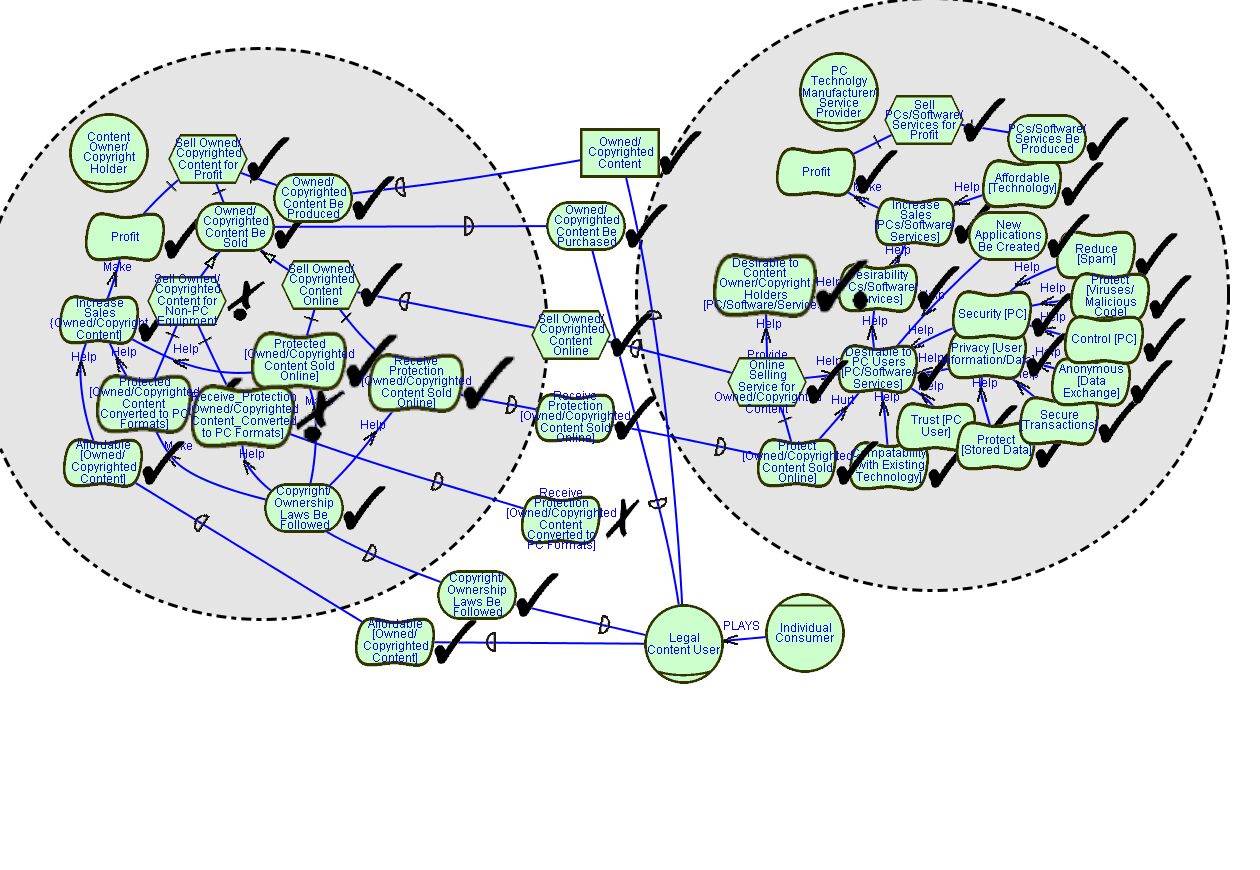 Content
Owner/
Copyright
Holder
Sell Owned/
Copyrighted
Content for
Profit
Owned/
Copyrighted
Content Be
Produced
Owned/
Copyrighted
Content Be
Sold
Profit
Make
Sell Owned/
Copyrighted
Content for
Non-PC
Equipment
Sell Owned/
Copyrighted
Content
Online
Increase
Sales
[Owned/Copyright
Content]
Help
Help
Help
Protected
[Owned/Copyrighted
Content Sold
Online]
Receive
Protection
[Owned/Copyrighted
Content Sold
Online]
Protected
[Owned/Copyrighted
Content
Converted to PC
Formats]
Receive_Protection
Owned/Copyrighted
Content_Converted
to PC Formats]
Help
Make
Help
Affordable
[Owned/
Copyrighted
Content]
Copyright/
Ownership
Laws Be
Followed
Owned/
Copyrighted
Content
Owned/
Copyrighted
Content Be
Purchased
Sell Owned/
Copyrighted
Content
Online
Receive
Protection
[Owned/Copyrighted
Content Sold
Online]
Receive
Protection
[Owned/Copyrighted
Content
Converted to
PC Formats]
Copyright/
Ownership
Laws Be
Followed
Affordable
[Owned/
Copyrighted
Content]
Legal
Content User
PLAYS
Individual
Consumer
PC
Technolgy
Manufacturer/
Service
Provider
Sell
PCs/Software/
Services for
Profit
PCs/Software/
Services Be
Produced
Profit
Help
Affordable
[Technology]
Increase
Sales
[PCs/Software/
Services]
New
Applications
Be Created
Help
Reduce
[Spam]
Desirable to
Content
Owner/Copyright
Holders
[PC/Software/Service
Help
Help
Help
Protect
[Viruses/
Malicious
Code]
Security [PC]
Help
Help
Help
Control [PC]
Provide
Online
Selling
Service for
Owned/Copyrighted
Content
Help
Desirable to
PC Users
[PC/Software/
Services]
Help
Privacy [User
Help
Anonymous
[Data
Exchange]
Hurt
Help
Help
Trust [PC
User]
Secure
Transactions]
Protect
[Owned/Copyrighted
Content Sold
Online]
with Existing
Technology]
Protect
[Stored Data]